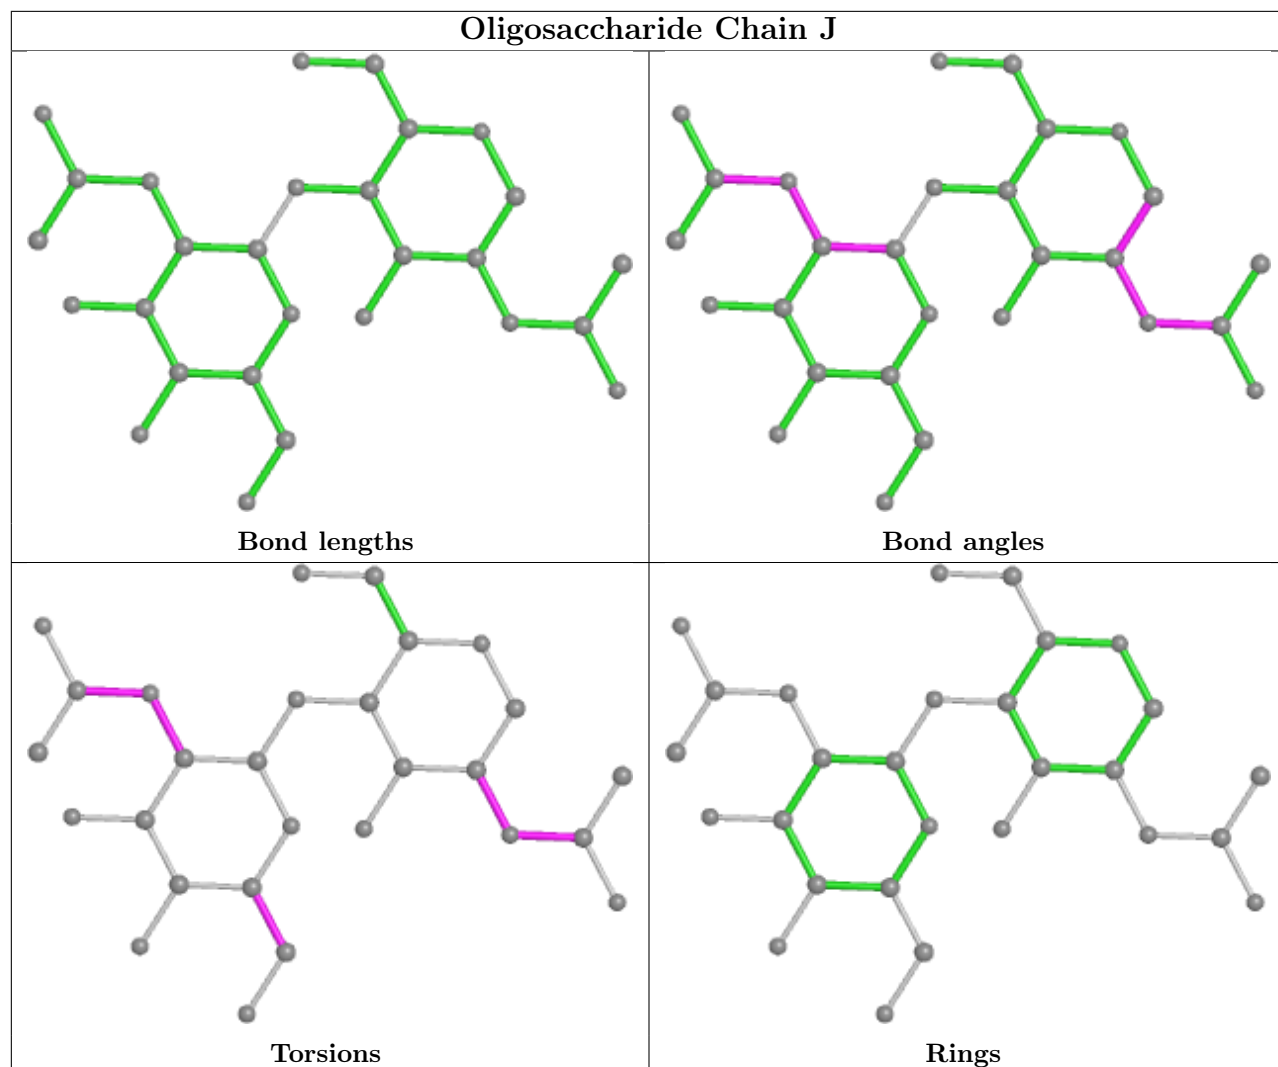 Oligosaccharide Chain J
Bond lengths
Bond angles
Torsions
Rings